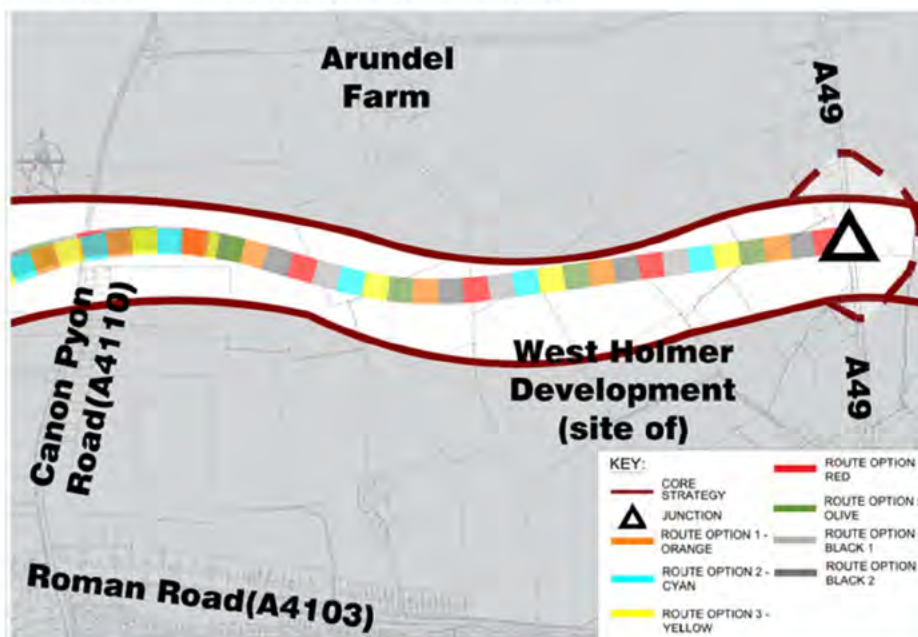 Arundel
Farm
A49
Canon Pyon
Road(A4110)
West Holmer
Development
(site of)
A49
Roman Road(A4103)
KEY:
CORE
STRATEGY
JUNCTION
ROUTE OPTION 1 -
ORANGE
ROUTE OPTION 2 -
CYAN
ROUTE OPTION 3 -
YELLOW
ROUTE OPTION
RED
ROUTE OPTION
OLIVE
ROUTE OPTION
BLACK 1
ROUTE OPTION
BLACK 2